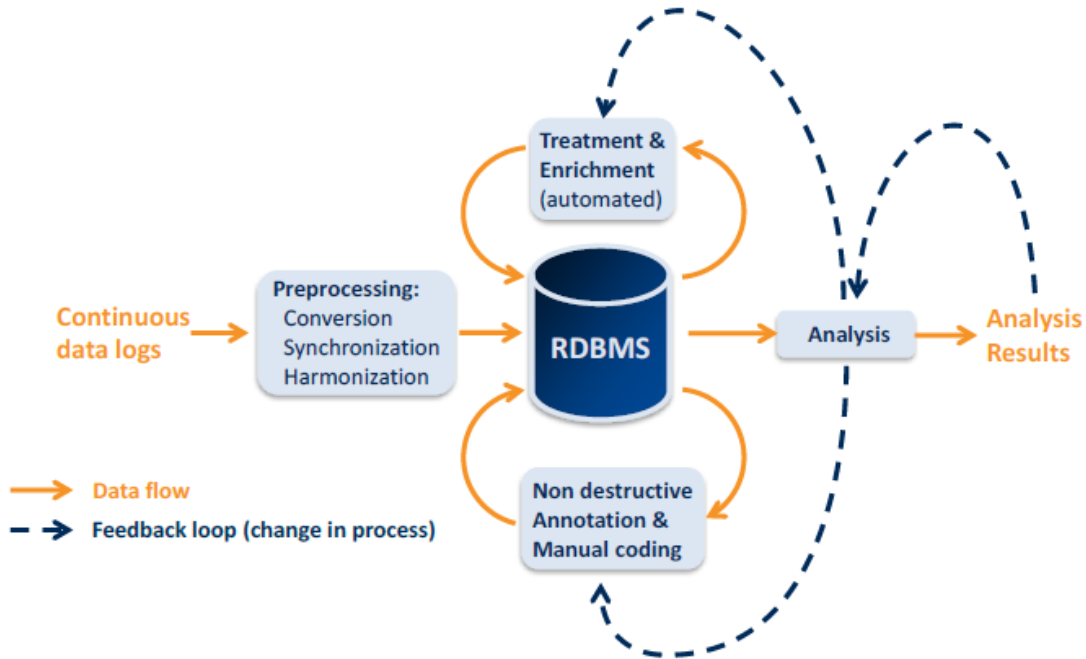 Treatment &
Enrichment
(automated)
Continuous
data logs
Preprocessing:
Conversion
Synchronization
Harmonization
RDBMS
Analysis
Analysis
Results
Non destructive
Annotation &
Manual coding
Data flow
Feedback loop (change in process)